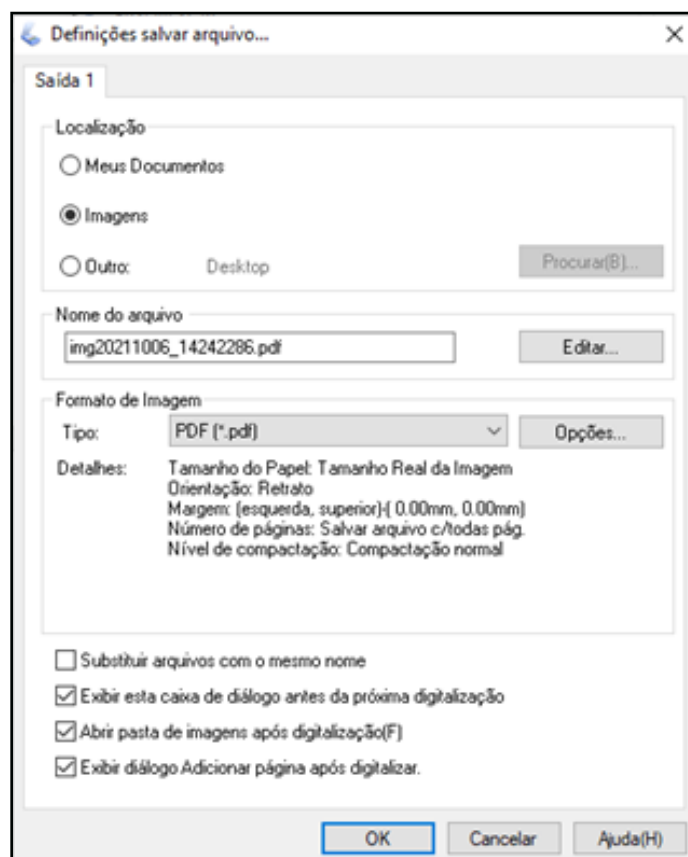 Definições salvar arquivo...
Saída 1
Localização
Meus Documentos
Imagens
Outro: Desktop Procurar(B)...
Nome do arquivo
img20211006_14242286.pdf Editar...
Formato de Imagem
Tipo: PDF (*.pdf) Opções...
Detalhes: Tamanho do Papel: Tamanho Real da Imagem
Orientação: Retrato
Margem: (esquerda, superior)-( 0.00mm, 0.00mm)
Número de páginas: Salvar arquivo c/todas pág.
Nível de compactação: Compactação normal
Substituir arquivos com o mesmo nome
Exibir esta caixa de diálogo antes da próxima digitalização
Abrir pasta de imagens após digitalização(F)
Exibir diálogo Adicionar página após digitalizar.
OK Cancelar Ajuda(H)